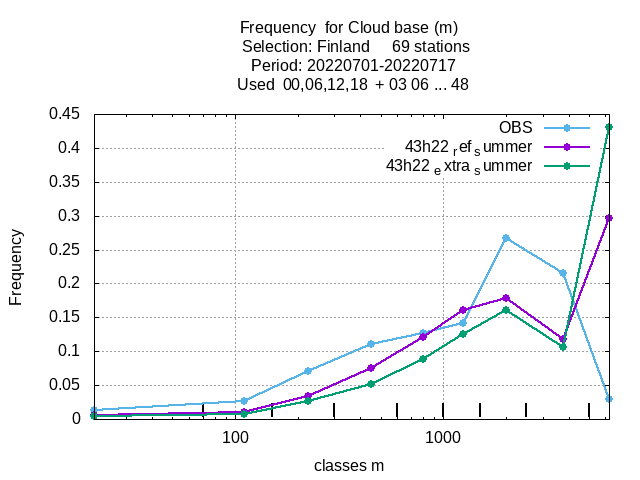 Frequency  for Cloud base (m)
Selection: Finland     69 stations
Period: 20220701-20220717
Used  00,06,12,18  + 03 06 ... 48
0.45
0.4
0.35
0.3
0.25
0.2
0.15
0.1
0.05
0
Frequency
OBS
43h22 ref summer
43h22 extra summer
100
1000
classes m